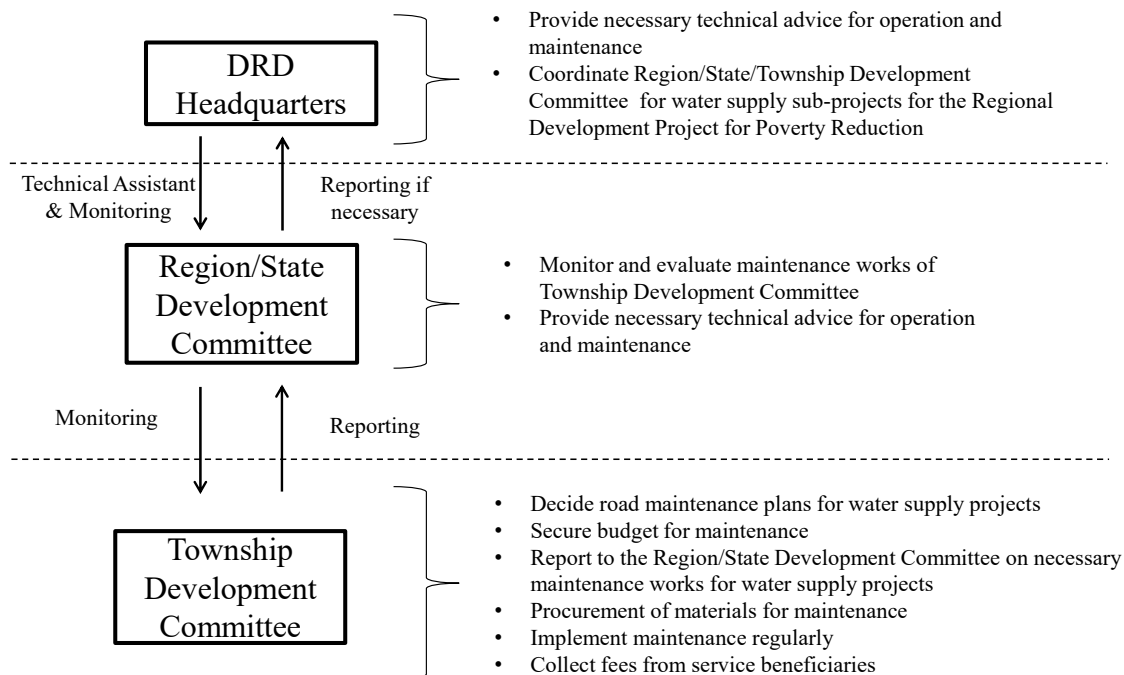 DRD
Headquarters
• Provide necessary technical advice for operation and
maintenance
• Coordinate Region/State/Township Development
Committee for water supply sub-projects for the Regional
Development Project for Poverty Reduction
Technical Assistant
& Monitoring
Reporting if
necessary
Region/State
Development
Committee
• Monitor and evaluate maintenance works of
Township Development Committee
• Provide necessary technical advice for operation
and maintenance
Monitoring
Reporting
Township
Development
Committee
• Decide road maintenance plans for water supply projects
• Secure budget for maintenance
• Report to the Region/State Development Committee on necessary
maintenance works for water supply projects
• Procurement of materials for maintenance
• Implement maintenance regularly
• Collect fees from service beneficiaries